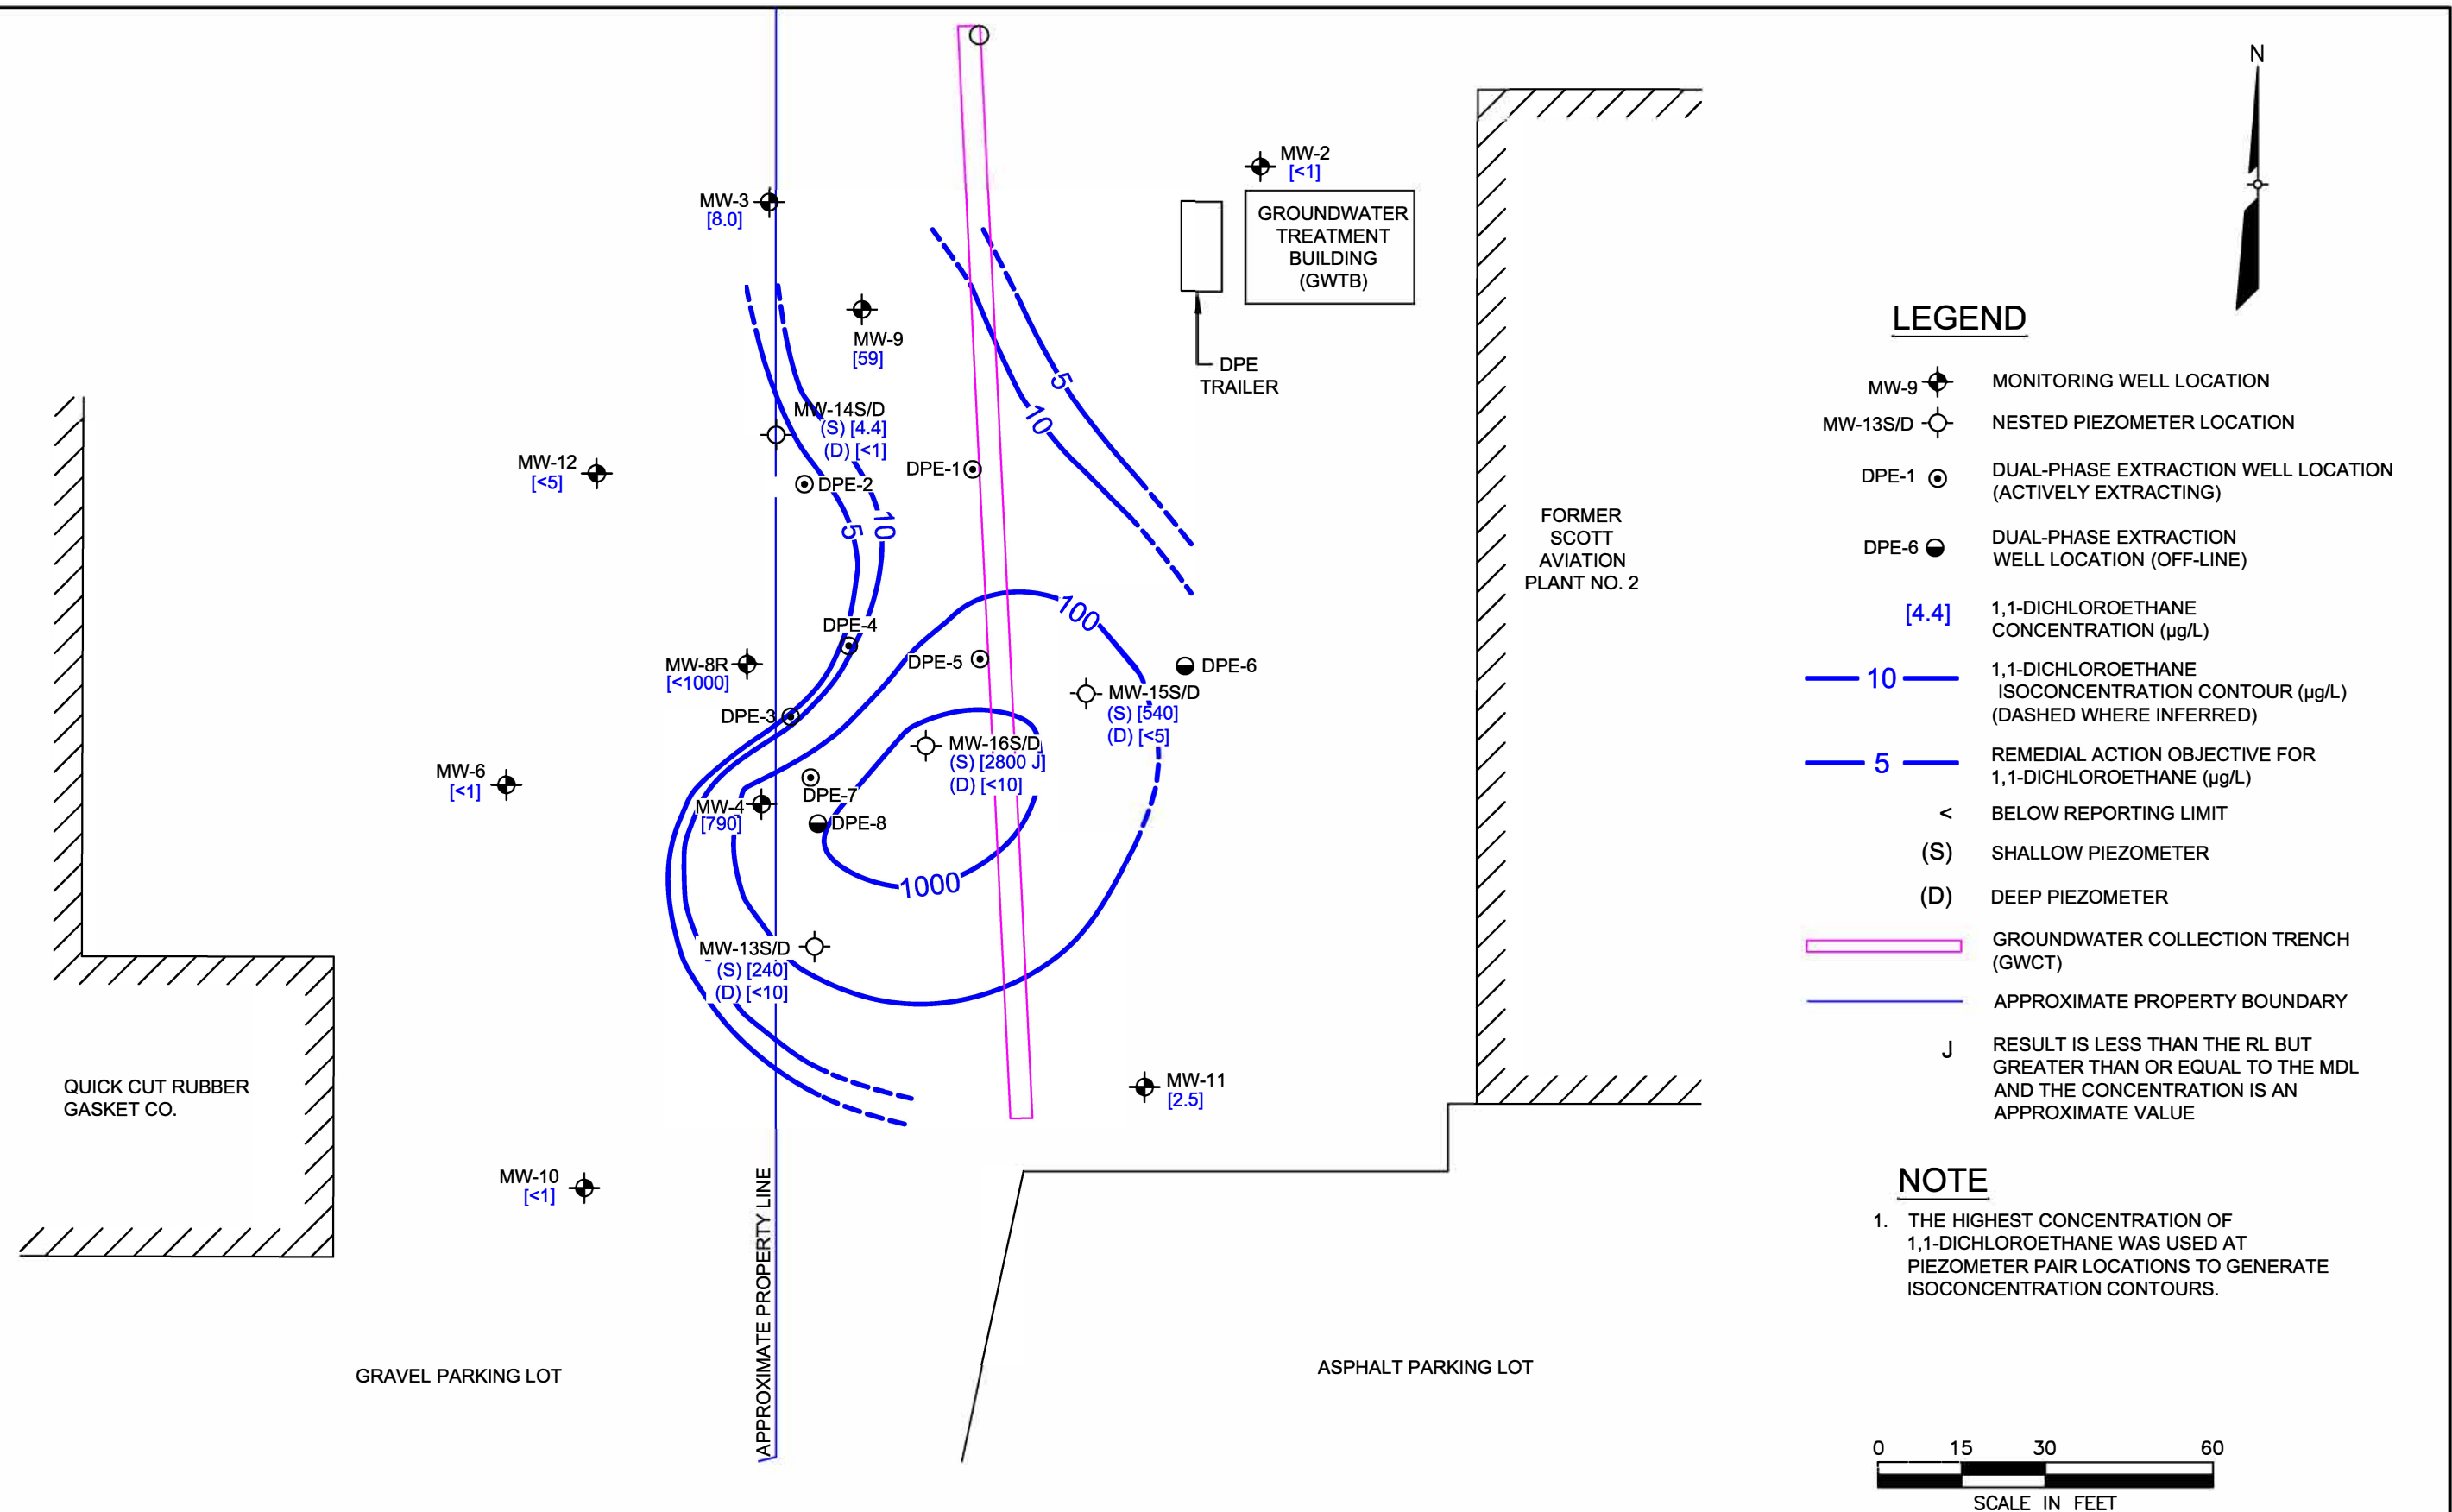 N
MW-2
[<1]
MW-3
[8.0]
GROUNDWATER
TREATMENT
BUILDING
(GWTB)
MW-9
[59]
DPE
TRAILER
5
10
MW-14S/D
(S) [4.4]
(D) [<1]
MW-12
[<5]
DPE-1
DPE-2
5
10
FORMER
SCOTT
AVIATION
PLANT NO. 2
100
DPE-4
MW-8R
[<1000]
DPE-5
DPE-6
MW-15S/D
(S) [540]
(D) [<5]
DPE-3
MW-16S/D
(S) [2800 J]
(D) [<10]
MW-6
[<1]
DPE-7
MW-4
[790]
DPE-8
1000
MW-13S/D
(S) [240]
(D) [<10]
QUICK CUT RUBBER
GASKET CO.
MW-11
[2.5]
MW-10
[<1]
APPROXIMATE PROPERTY LINE
GRAVEL PARKING LOT
ASPHALT PARKING LOT
LEGEND
MW-9
MONITORING WELL LOCATION
MW-13S/D
NESTED PIEZOMETER LOCATION
DPE-1
DUAL-PHASE EXTRACTION WELL LOCATION
(ACTIVELY EXTRACTING)
DPE-6
DUAL-PHASE EXTRACTION
WELL LOCATION (OFF-LINE)
[4.4]
1,1-DICHLOROETHANE
CONCENTRATION (µg/L)
10
1,1-DICHLOROETHANE
ISOCONCENTRATION CONTOUR (µg/L)
(DASHED WHERE INFERRED)
5
REMEDIAL ACTION OBJECTIVE FOR
1,1-DICHLOROETHANE (µg/L)
<
BELOW REPORTING LIMIT
(S)
SHALLOW PIEZOMETER
(D)
DEEP PIEZOMETER
GROUNDWATER COLLECTION TRENCH
(GWCT)
APPROXIMATE PROPERTY BOUNDARY
J
RESULT IS LESS THAN THE RL BUT
GREATER THAN OR EQUAL TO THE MDL
AND THE CONCENTRATION IS AN
APPROXIMATE VALUE
NOTE
1. THE HIGHEST CONCENTRATION OF
1,1-DICHLOROETHANE WAS USED AT
PIEZOMETER PAIR LOCATIONS TO GENERATE
ISOCONCENTRATION CONTOURS.
0 15 30 60
SCALE IN FEET